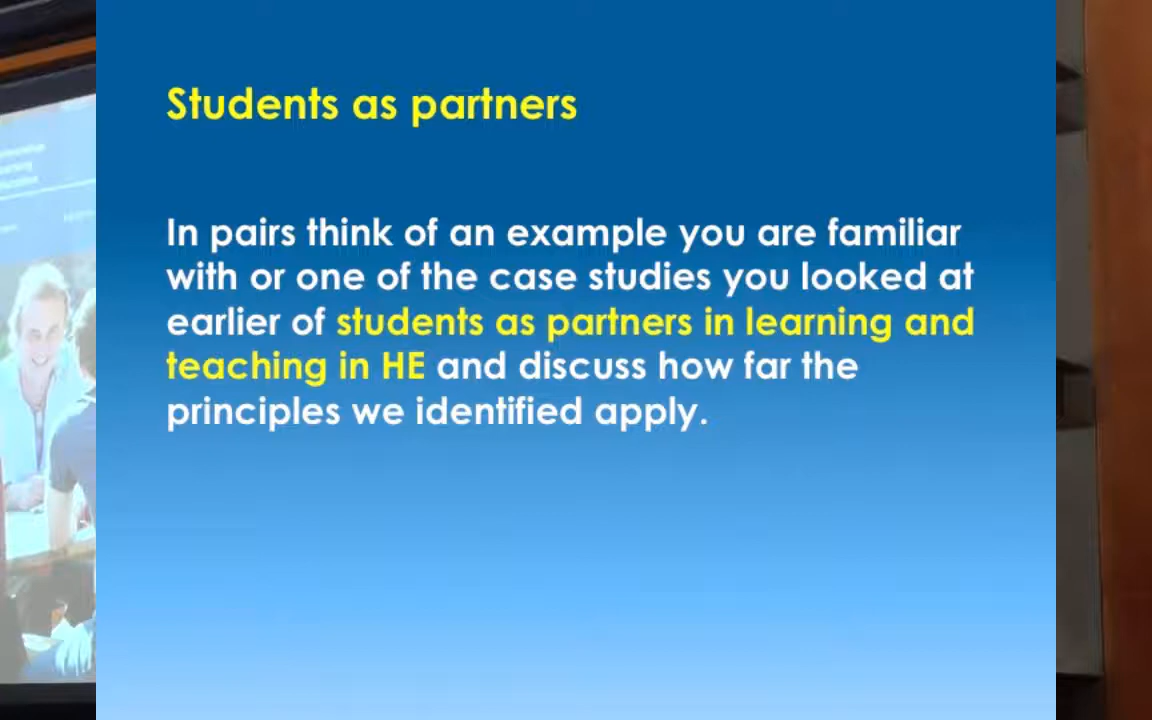 Students as partners
In pairs think of an example you are familiar
with or one of the case studies you looked at
earlier of students as partners in learning and
teaching in HE and discuss how far the
principles we identified apply.